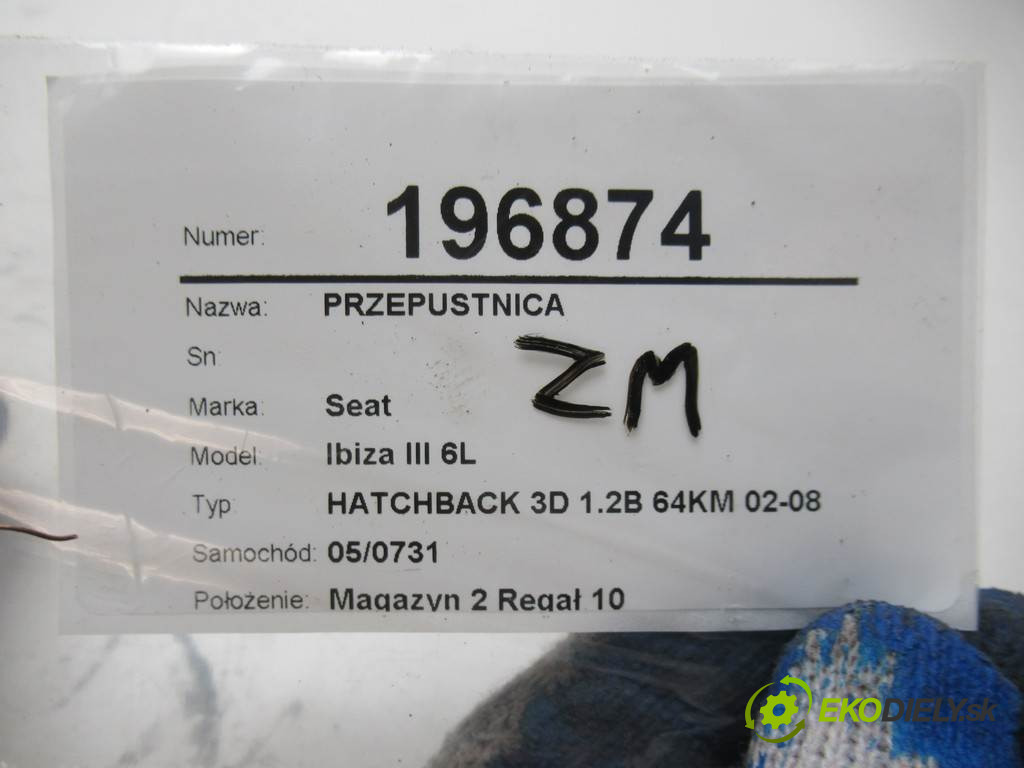 Numer: 196874
Nazwa: PRZEPUSTNICA
Sn:
ZM
Marka: Seat
Model: Ibiza III 6L
Typ: HATCHBACK 3D 1.2B 64KM 02-08
Samochód: 05/0731
Położenie: Magazyn 2 Regał 10
EKODIELY.sk